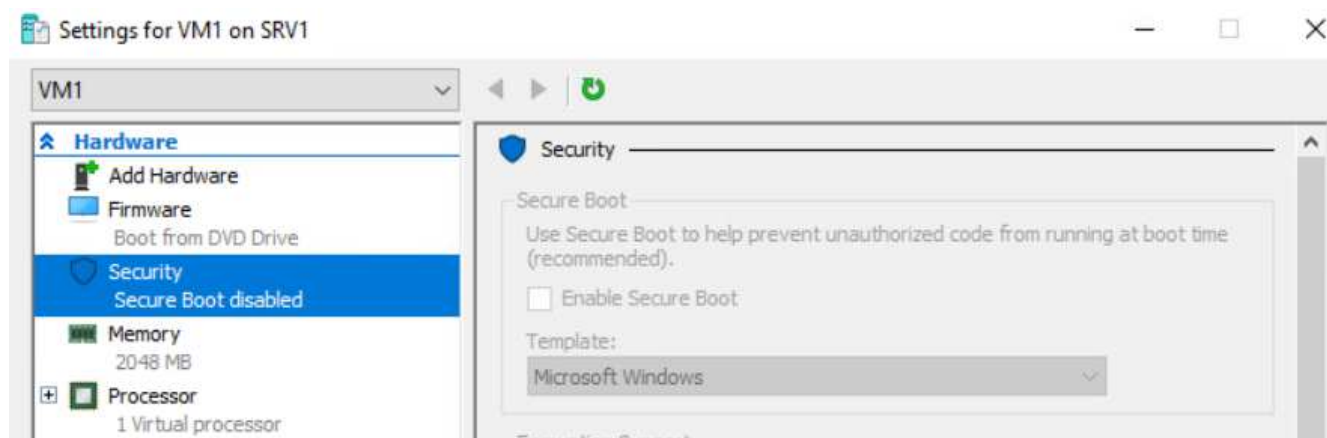 Settings for VM1 on SRV1
VM1
Hardware
Add Hardware
Firmware
Boot from DVD Drive
Security
Secure Boot disabled
Memory
2048 MB
Processor
1 Virtual processor
Security
Secure Boot
Use Secure Boot to help prevent unauthorized code from running at boot time
(recommended).
Enable Secure Boot
Template:
Microsoft Windows